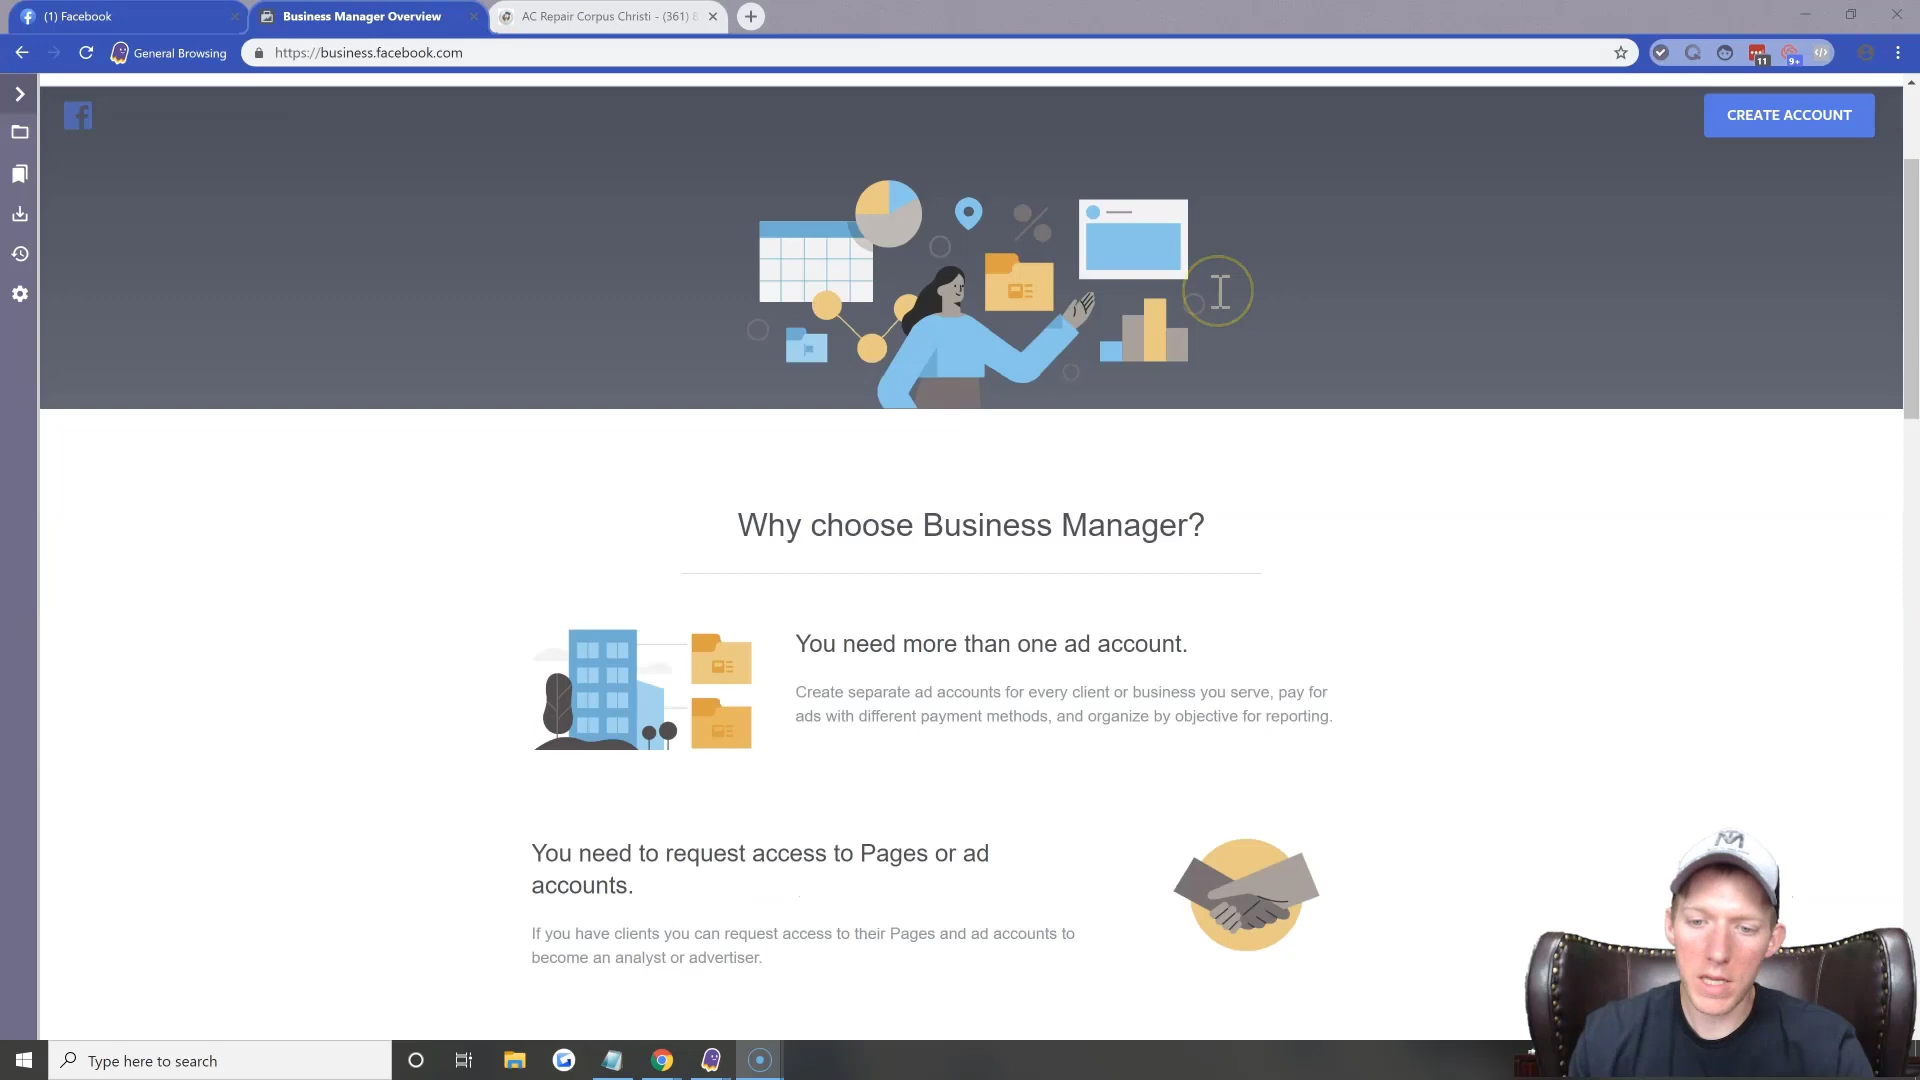 (1) Facebook
Business Manager Overview
AC Repair Corpus Christi - (361) 8
General Browsing
https://business.facebook.com
11
9+
CREATE ACCOUNT
Why choose Business Manager?
You need more than one ad account.
Create separate ad accounts for every client or business you serve, pay for
ads with different payment methods, and organize by objective for reporting.
You need to request access to Pages or ad
accounts.
If you have clients you can request access to their Pages and ad accounts to
become an analyst or advertiser.
Type here to search